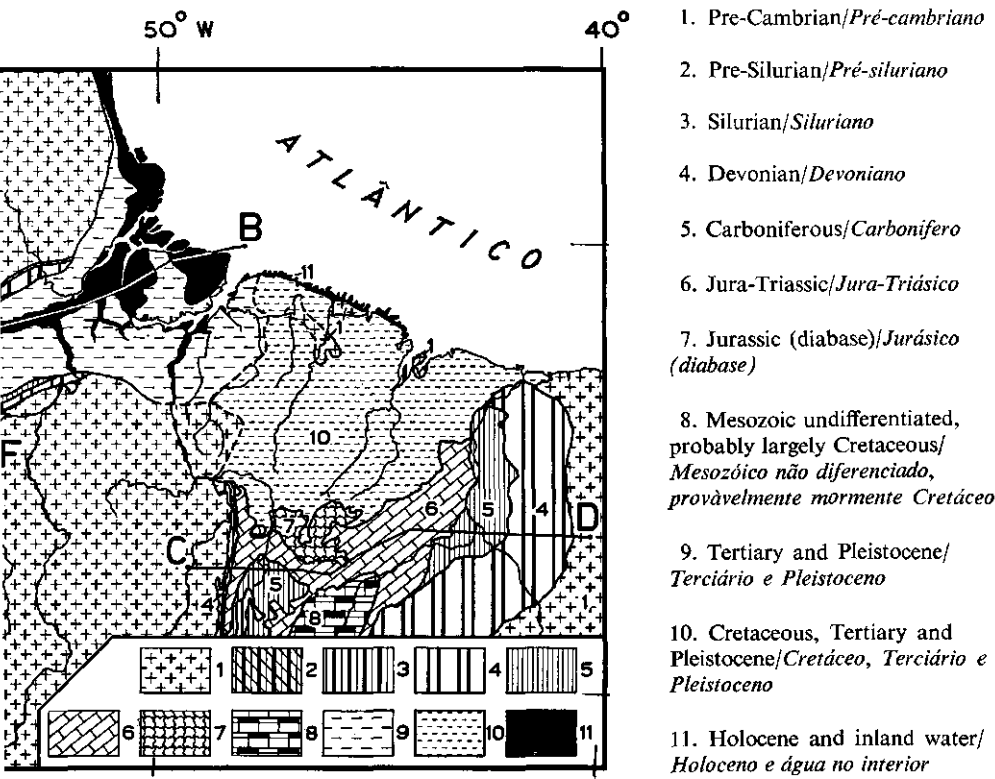 50° W
40°
ATLÂNTICO
B
11
1
1
10
F
6
5
4
7
D
C
5
4
8
1
1
2
3
4
5
6
7
8
9
10
11
1. Pre-Cambrian/Pré-cambriano
2. Pre-Silurian/Pré-siluriano
3. Silurian/Siluriano
4. Devonian/Devoniano
5. Carboniferous/Carbonífero
6. Jura-Triassic/Jura-Triásico
7. Jurassic (diabase)/Jurásico
(diabase)
8. Mesozoic undifferentiated,
probably largely Cretaceous/
Mesozóico não diferenciado,
provàvelmente mormente Cretáceo
9. Tertiary and Pleistocene/
Terciário e Pleistoceno
10. Cretaceous, Tertiary and
Pleistocene/Cretáceo, Terciário e
Pleistoceno
11. Holocene and inland water/
Holoceno e água no interior